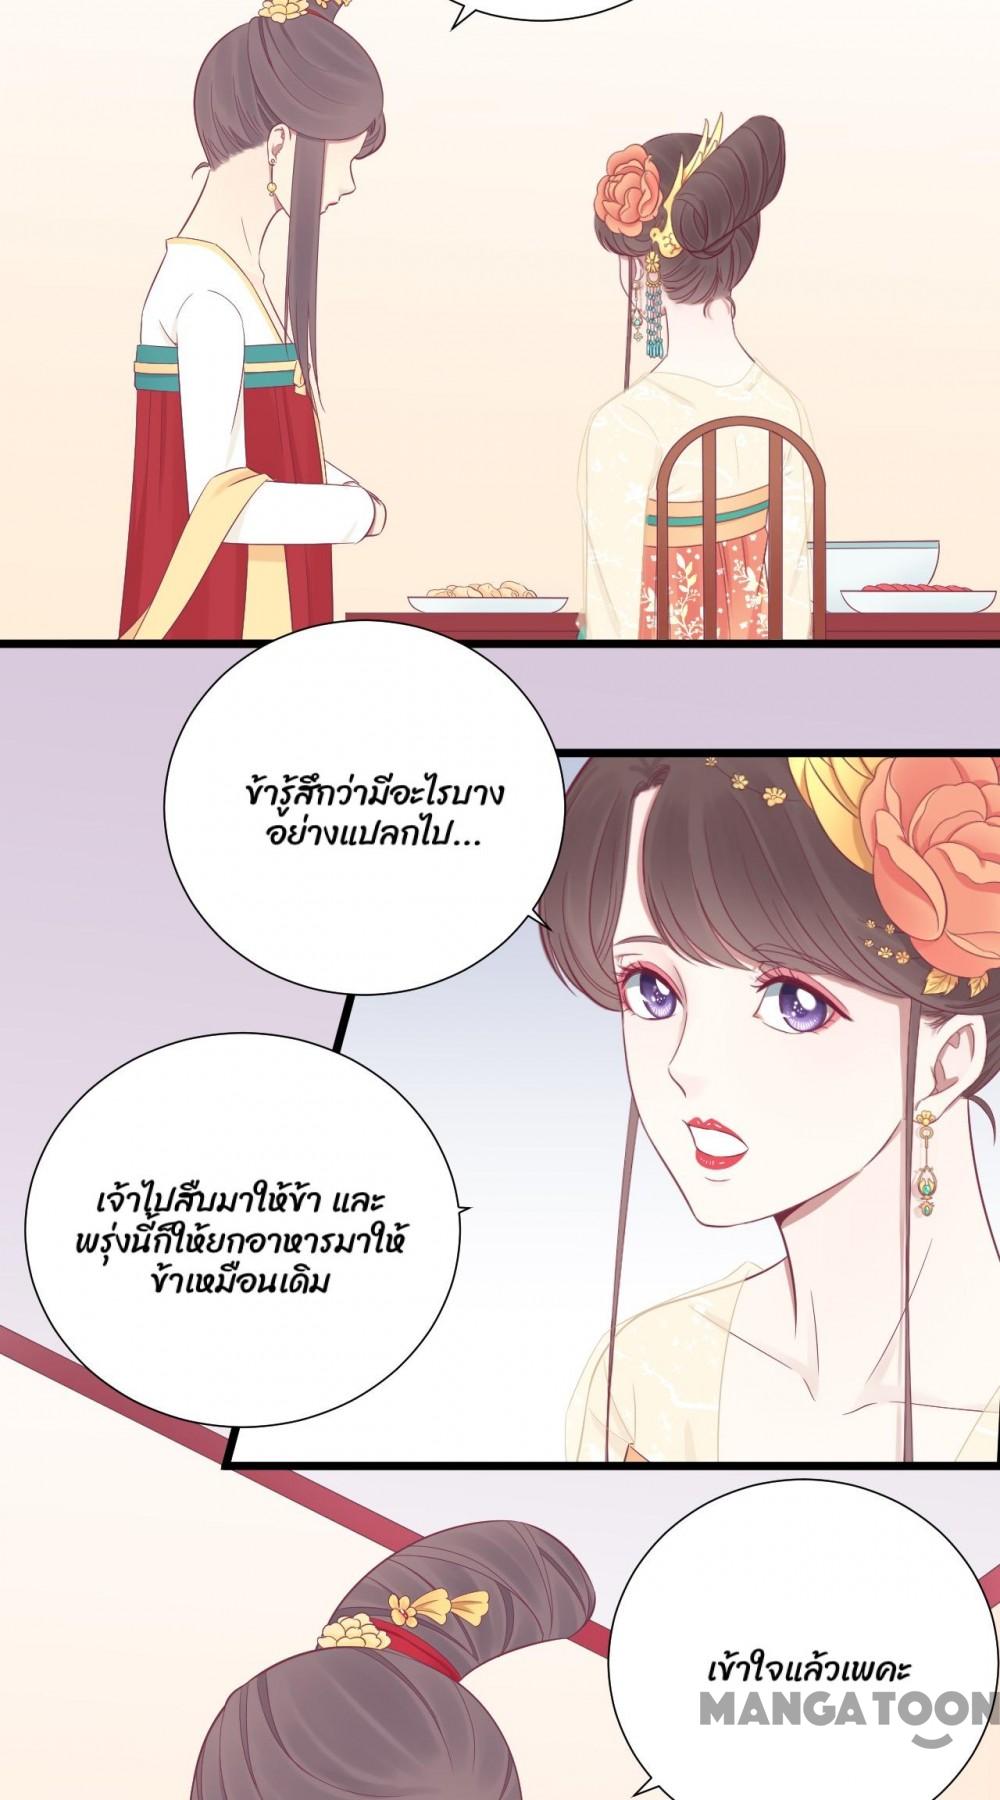 ข้ารู้สึกว่ามีอะไรบาง
อย่างแปลกไป...
เจ้าไปสืบมาให้ข้า และ
พรุ่งนี้ก็ให้ยกอาหารมาให้
ข้าเหมือนเดิม
เข้าใจแล้วเพคะ
MANGATOON